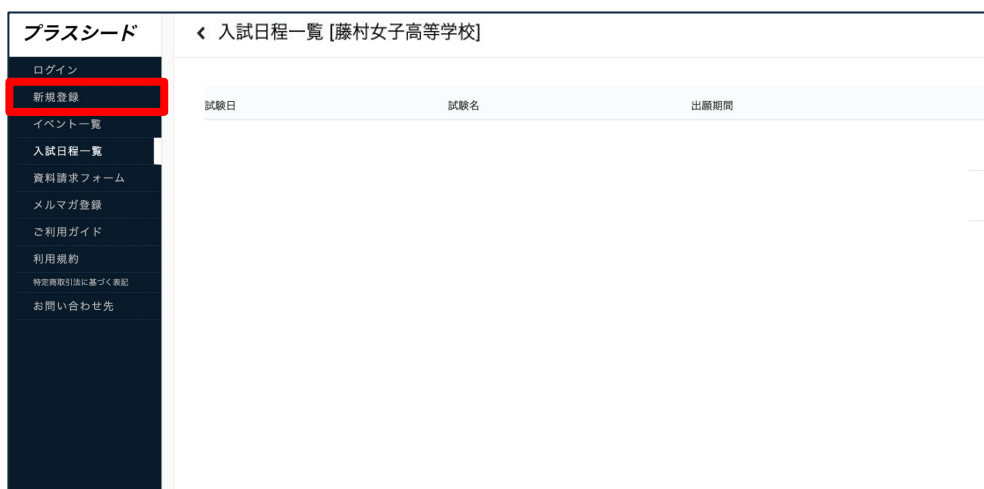 プラスシード
入試日程一覧 [藤村女子高等学校]
ログイン
新規登録
イベント一覧
入試日程一覧
資料請求フォーム
メルマガ登録
ご利用ガイド
利用規約
特定商取引法に基づく表記
お問い合わせ先
試験日 試験名 出願期間